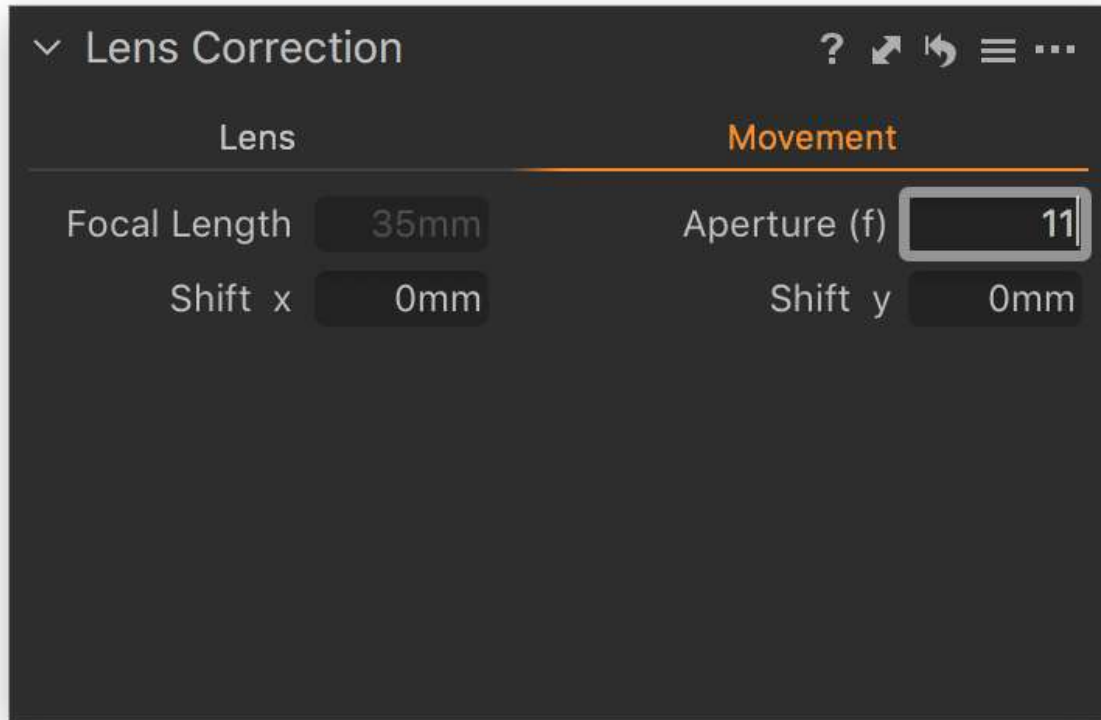 Lens Correction ? ...
Lens Movement
Focal Length 35mm Aperture (f) 11
Shift x 0mm Shift y 0mm